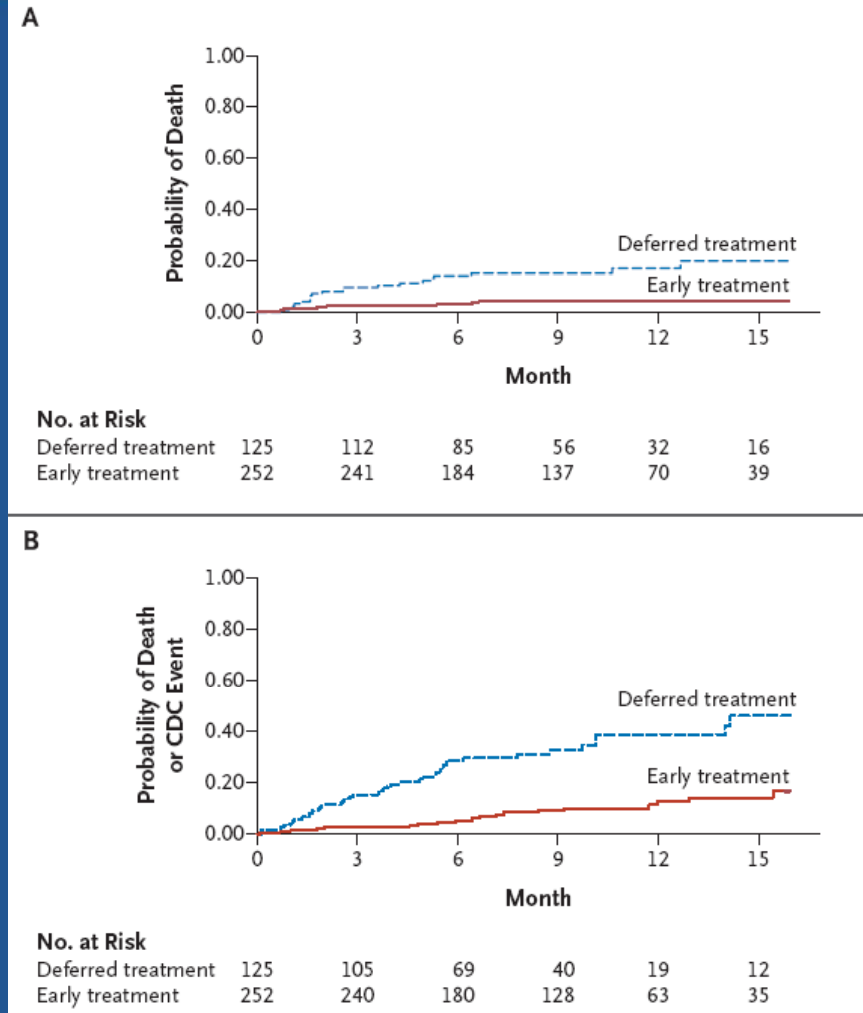 A
1.00
0.80
0.60
0.40
0.20
0.00
Probability of Death
Deferred treatment
Early treatment
0 3 6 9 12 15
Month
No. at Risk
Deferred treatment 125 112 85 56 32 16
Early treatment 252 241 184 137 70 39
B
1.00
0.80
0.60
0.40
0.20
0.00
Probability of Death
or CDC Event
Deferred treatment
Early treatment
0 3 6 9 12 15
Month
No. at Risk
Deferred treatment 125 105 69 40 19 12
Early treatment 252 240 180 128 63 35